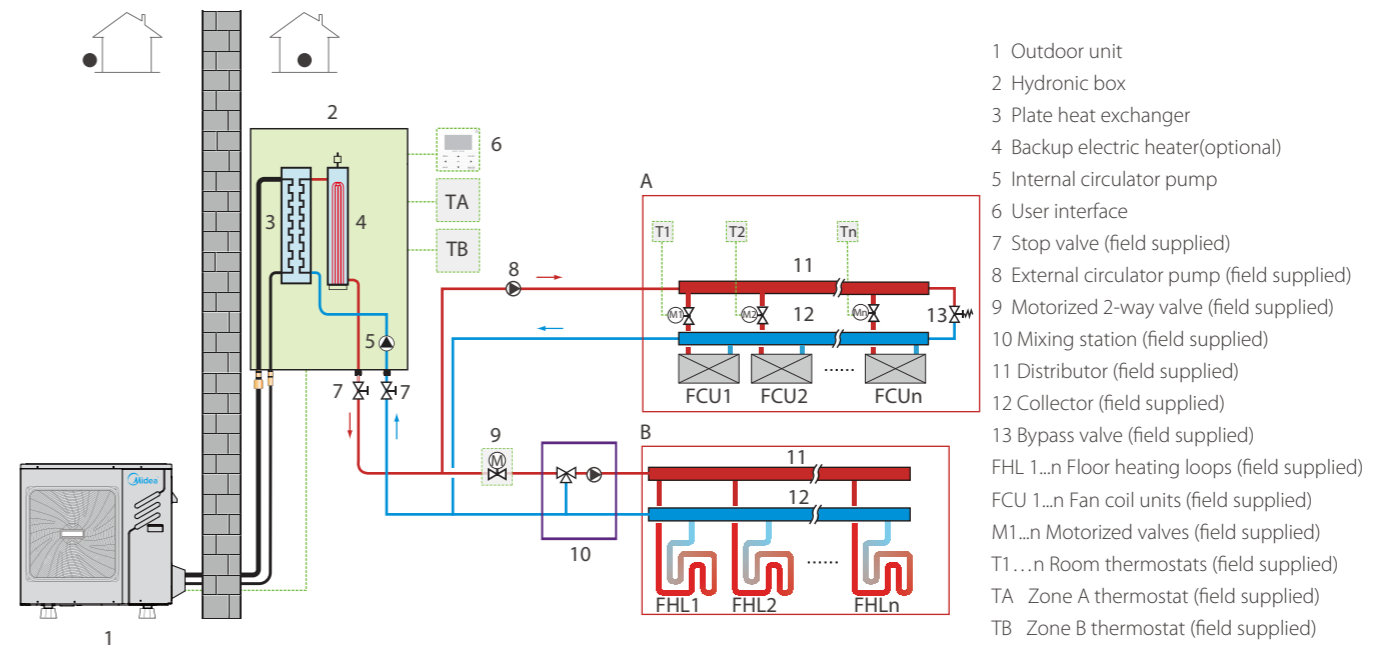 2
6
TA
TB
3
4
5
7
7
A
T1
T2
Tn
8
11
M1
M2
Mn
12
13
......
FCU1
FCU2
FCUn
B
9
M
10
11
12
......
FHL1
FHL2
FHLn
Midea
1
1 Outdoor unit
2 Hydronic box
3 Plate heat exchanger
4 Backup electric heater(optional)
5 Internal circulator pump
6 User interface
7 Stop valve (field supplied)
8 External circulator pump (field supplied)
9 Motorized 2-way valve (field supplied)
10 Mixing station (field supplied)
11 Distributor (field supplied)
12 Collector (field supplied)
13 Bypass valve (field supplied)
FHL 1...n Floor heating loops (field supplied)
FCU 1...n Fan coil units (field supplied)
M1...n Motorized valves (field supplied)
T1…n Room thermostats (field supplied)
TA Zone A thermostat (field supplied)
TB Zone B thermostat (field supplied)